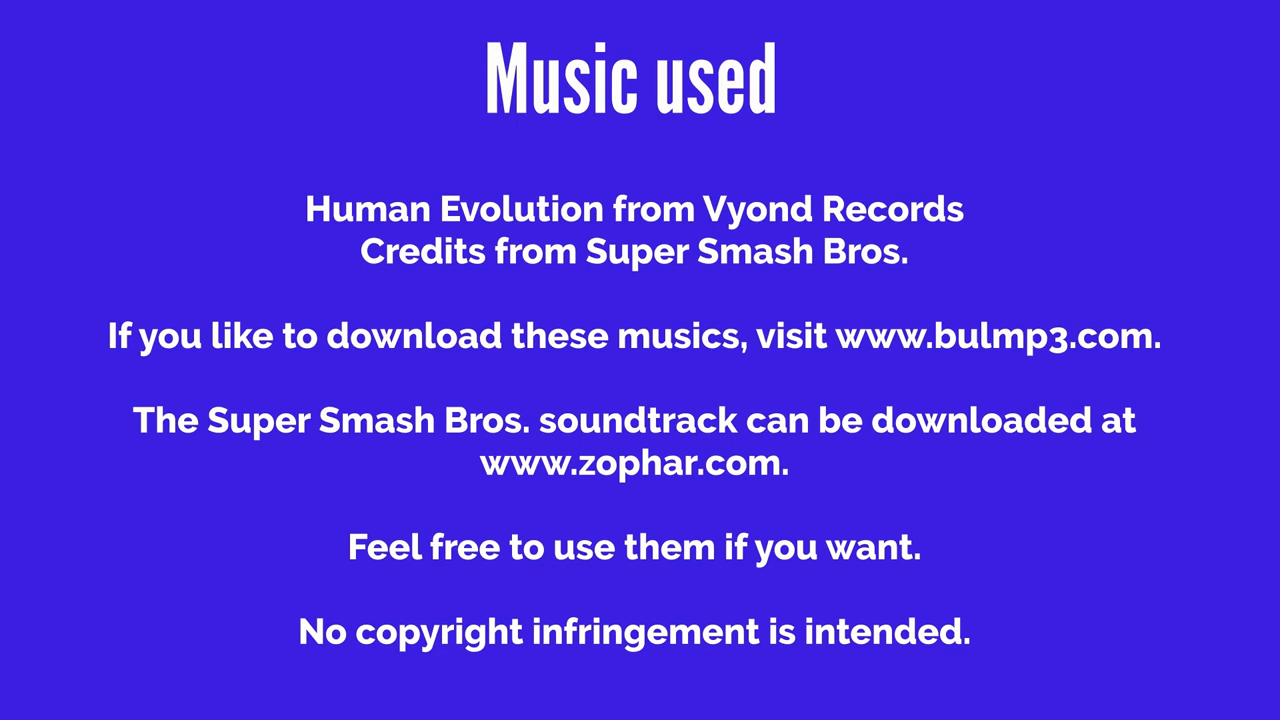 Music used
Human Evolution from Vyond Records
Credits from Super Smash Bros.
If you like to download these musics, visit www.bulmp3.com.
The Super Smash Bros. soundtrack can be downloaded at
www.zophar.com.
Feel free to use them if you want.
No copyright infringement is intended.